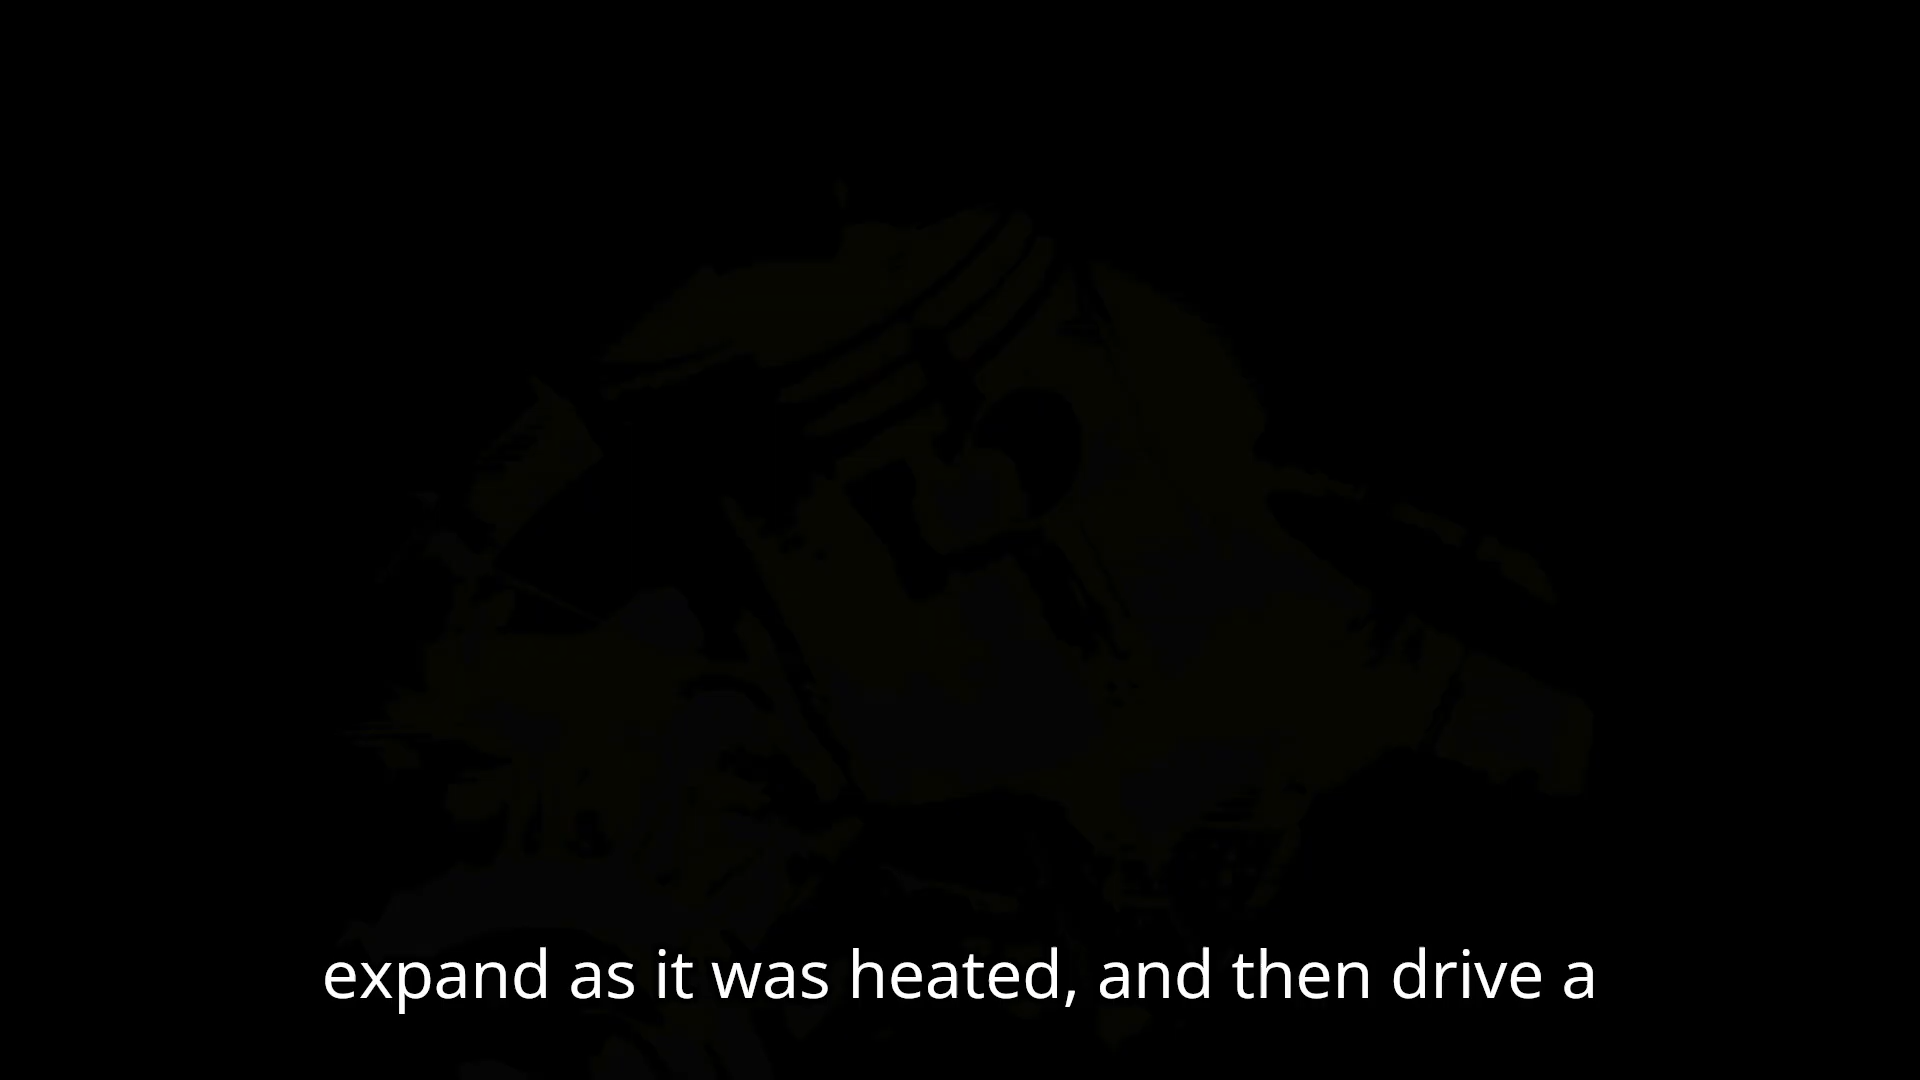 expand as it was heated, and then drive a